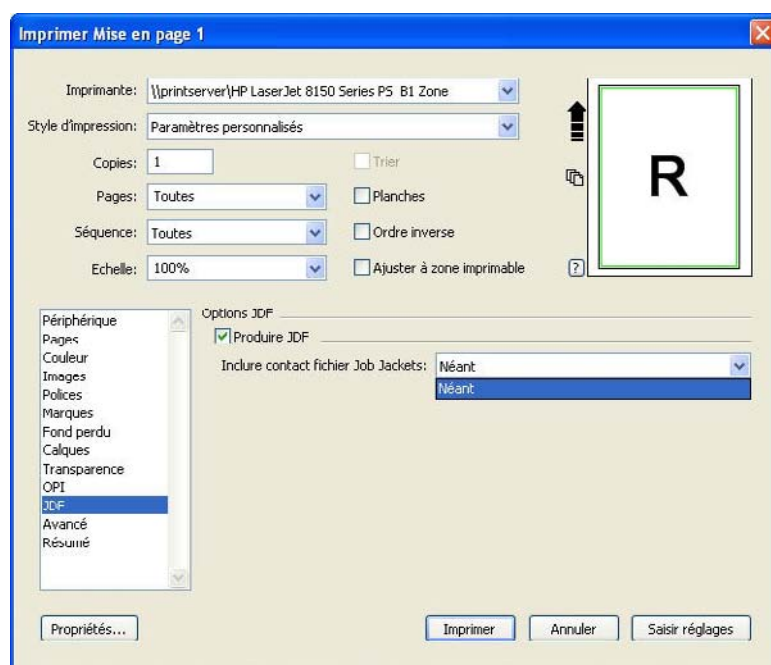 Imprimer Mise en page 1
Imprimante: \\printserver\HP LaserJet 8150 Series PS B1 Zone
Style d'impression: Paramètres personnalisés
Copies: 1 Trier
Pages: Toutes Planches
Séquence: Toutes Ordre inverse
Echelle: 100% Ajuster à zone imprimable ?
R
Périphérique
Pages
Couleur
Images
Polices
Marques
Fond perdu
Calques
Transparence
OPI
JDF
Avancé
Résumé
Options JDF
Produire JDF
Inclure contact fichier Job Jackets: Néant
Néant
Propriétés... Imprimer Annuler Saisir réglages